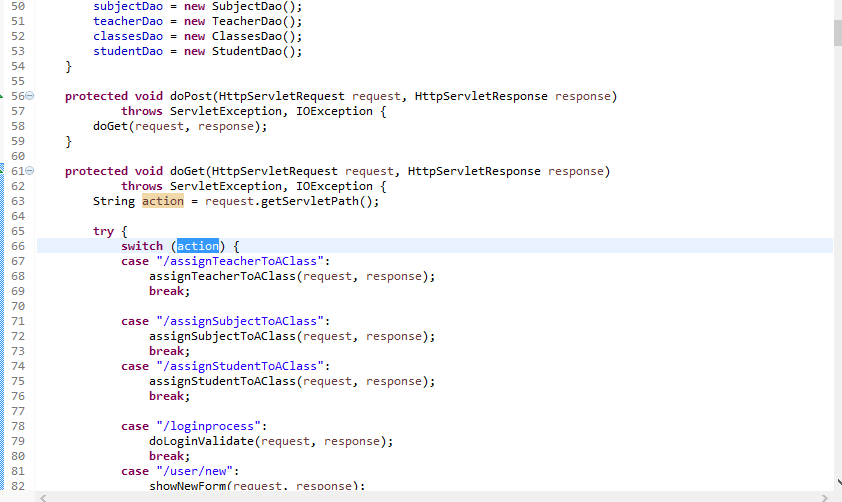 50 subjectDao = new SubjectDao();
51 teacherDao = new TeacherDao();
52 classesDao = new ClassesDao();
53 studentDao = new StudentDao();
54 }
55
56 protected void doPost(HttpServletRequest request, HttpServletResponse response)
57 throws ServletException, IOException {
58 doGet(request, response);
59 }
60
61 protected void doGet(HttpServletRequest request, HttpServletResponse response)
62 throws ServletException, IOException {
63 String action = request.getServletPath();
64
65 try {
66 switch (action) {
67 case "/assignTeacherToAClass":
68 assignTeacherToAClass(request, response);
69 break;
70
71 case "/assignSubjectToAClass":
72 assignSubjectToAClass(request, response);
73 break;
74 case "/assignStudentToAClass":
75 assignStudentToAClass(request, response);
76 break;
77
78 case "/loginprocess":
79 doLoginValidate(request, response);
80 break;
81 case "/user/new":
82 showNewForm(request, response);